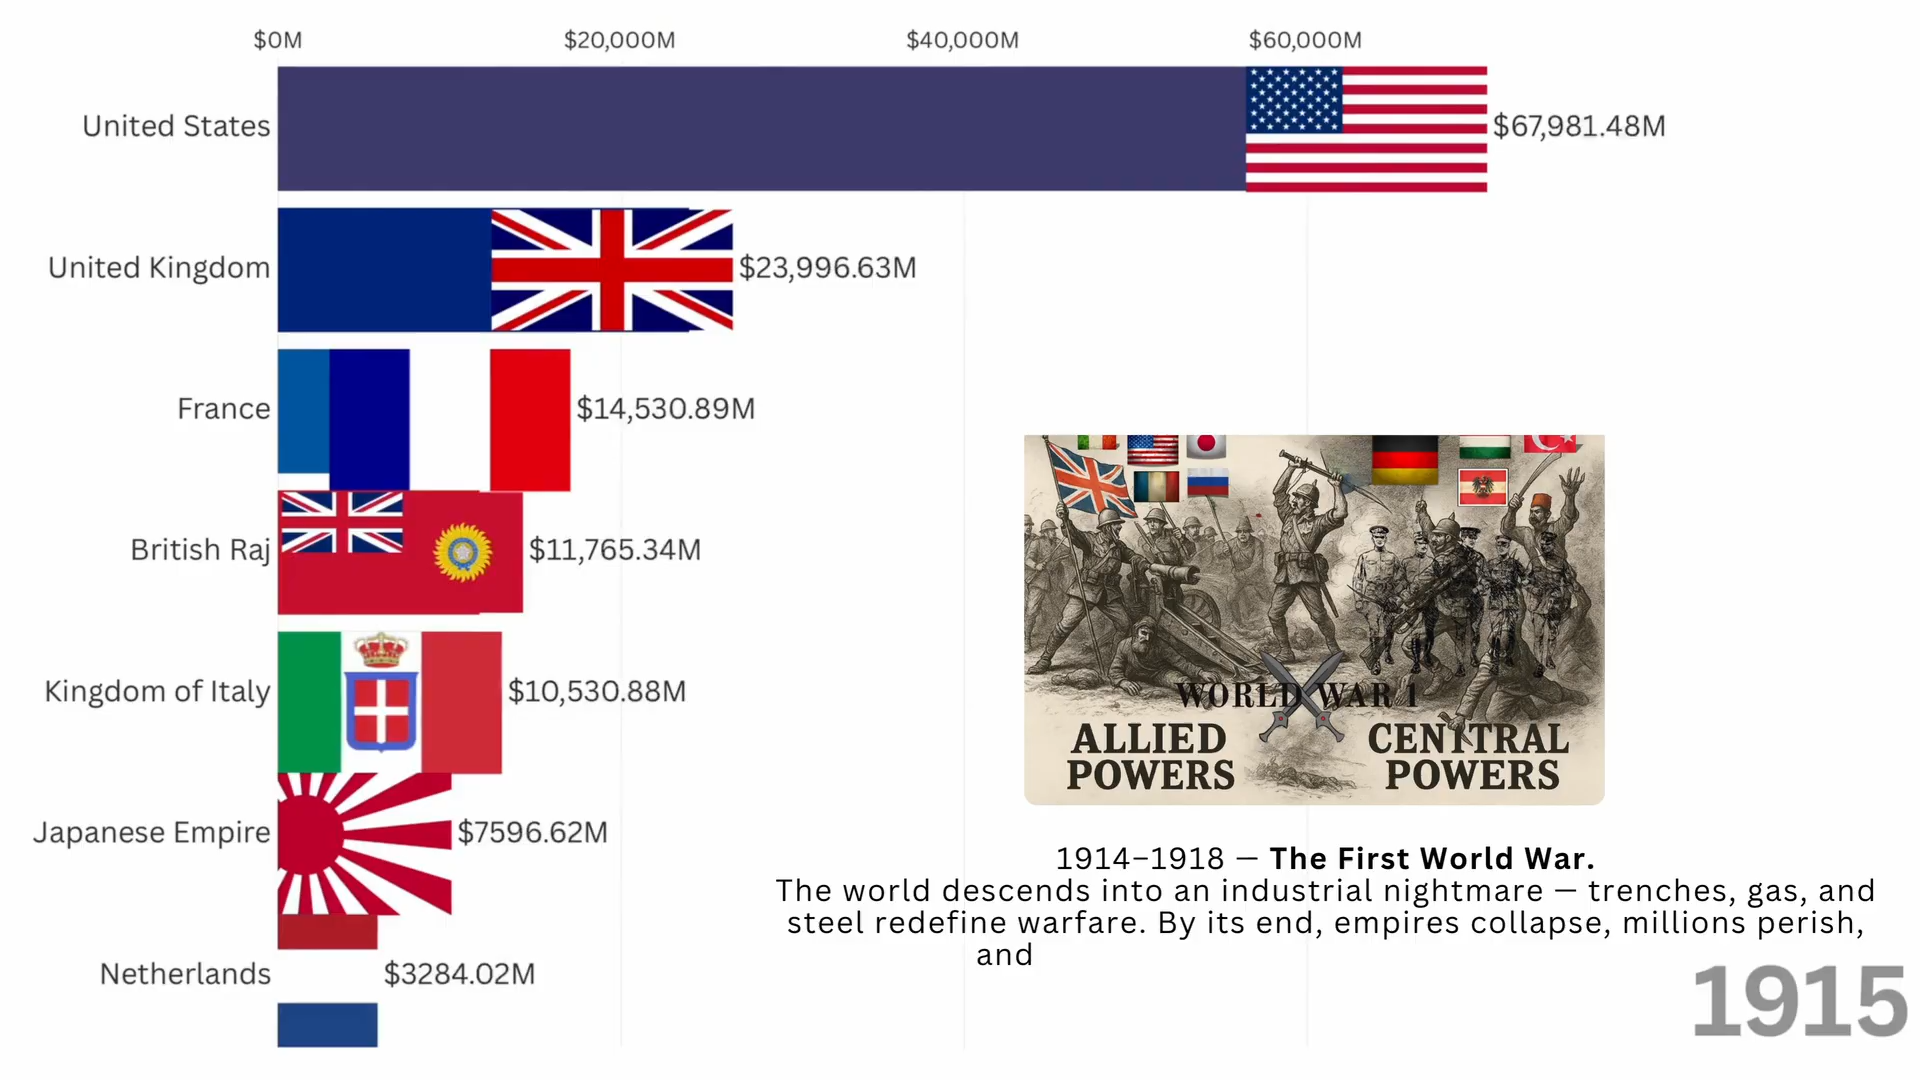 $0M $20,000M $40,000M $60,000M
United States $67,981.48M
United Kingdom $23,996.63M
France $14,530.89M
British Raj $11,765.34M
Kingdom of Italy $10,530.88M
Japanese Empire $7596.62M
Netherlands $3284.02M
WORLD WAR 1
ALLIED POWERS
CENTRAL POWERS
1914–1918 — The First World War.
The world descends into an industrial nightmare — trenches, gas, and
steel redefine warfare. By its end, empires collapse, millions perish,
and
1915